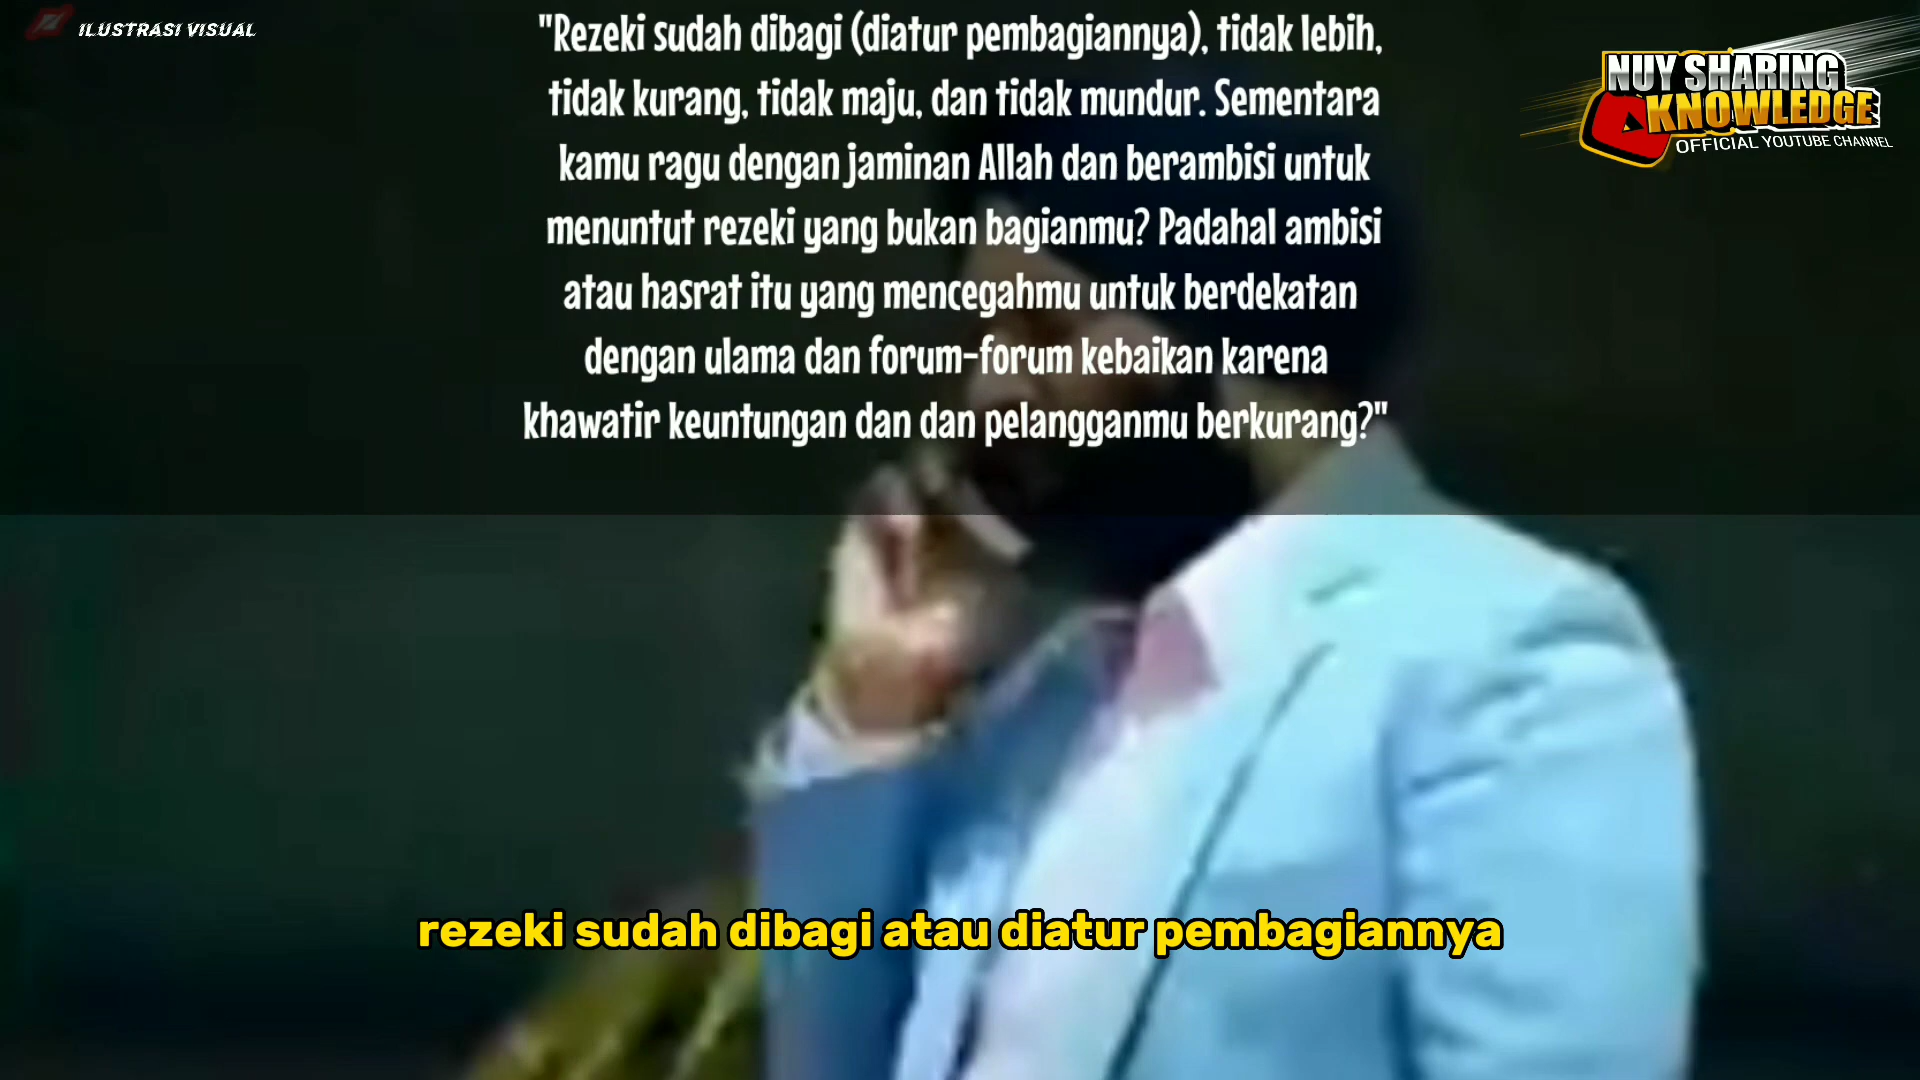 ILUSTRASI VISUAL
"Rezeki sudah dibagi (diatur pembagiannya), tidak lebih,
tidak kurang, tidak maju, dan tidak mundur. Sementara
kamu ragu dengan jaminan Allah dan berambisi untuk
menuntut rezeki yang bukan bagianmu? Padahal ambisi
atau hasrat itu yang mencegahmu untuk berdekatan
dengan ulama dan forum-forum kebaikan karena
khawatir keuntungan dan dan pelangganmu berkurang?"
NUY SHARING
KNOWLEDGE
OFFICIAL YOUTUBE CHANNEL
rezeki sudah dibagi atau diatur pembagiannya